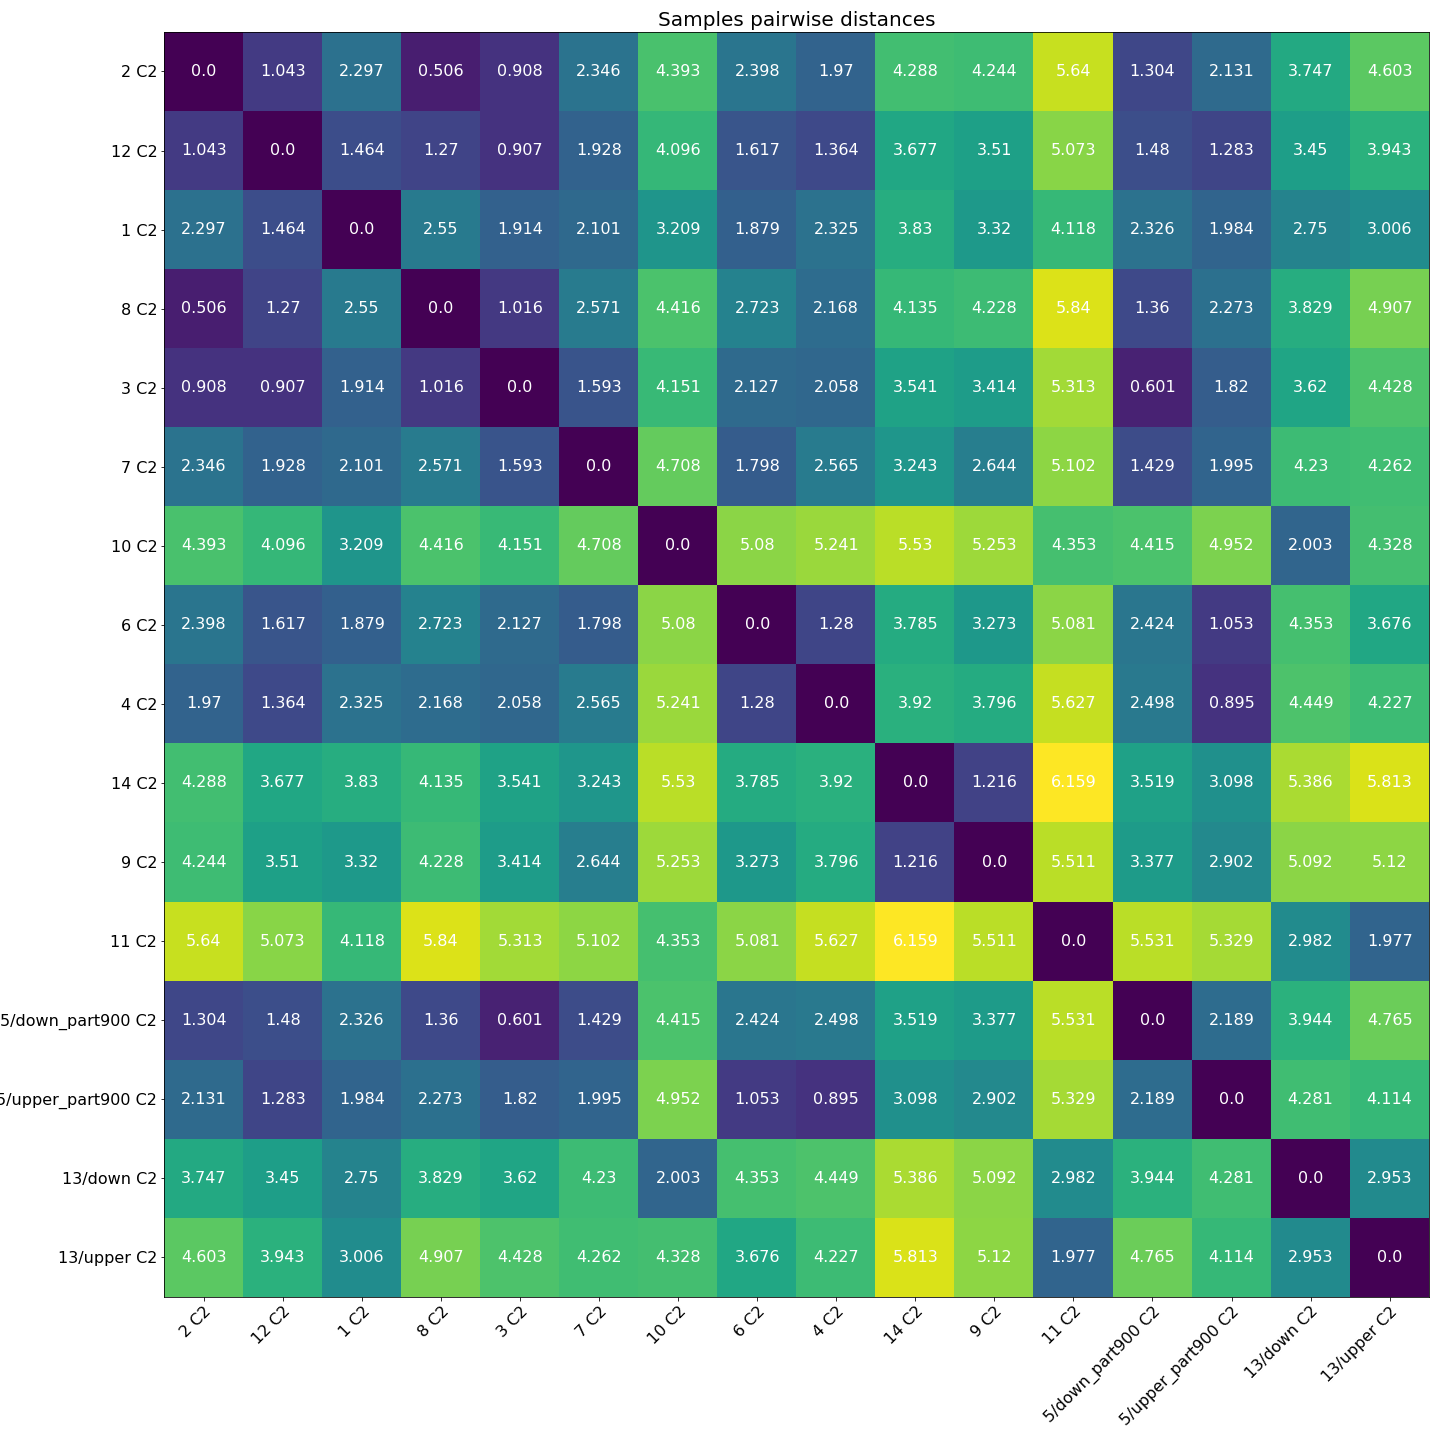 Samples pairwise distances
2 C2 0.0 1.043 2.297 0.506 0.908 2.346 4.393 2.398 1.97 4.288 4.244 5.64 1.304 2.131 3.747 4.603
12 C2 1.043 0.0 1.464 1.27 0.907 1.928 4.096 1.617 1.364 3.677 3.51 5.073 1.48 1.283 3.45 3.943
1 C2 2.297 1.464 0.0 2.55 1.914 2.101 3.209 1.879 2.325 3.83 3.32 4.118 2.326 1.984 2.75 3.006
8 C2 0.506 1.27 2.55 0.0 1.016 2.571 4.416 2.723 2.168 4.135 4.228 5.84 1.36 2.273 3.829 4.907
3 C2 0.908 0.907 1.914 1.016 0.0 1.593 4.151 2.127 2.058 3.541 3.414 5.313 0.601 1.82 3.62 4.428
7 C2 2.346 1.928 2.101 2.571 1.593 0.0 4.708 1.798 2.565 3.243 2.644 5.102 1.429 1.995 4.23 4.262
10 C2 4.393 4.096 3.209 4.416 4.151 4.708 0.0 5.08 5.241 5.53 5.253 4.353 4.415 4.952 2.003 4.328
6 C2 2.398 1.617 1.879 2.723 2.127 1.798 5.08 0.0 1.28 3.785 3.273 5.081 2.424 1.053 4.353 3.676
4 C2 1.97 1.364 2.325 2.168 2.058 2.565 5.241 1.28 0.0 3.92 3.796 5.627 2.498 0.895 4.449 4.227
14 C2 4.288 3.677 3.83 4.135 3.541 3.243 5.53 3.785 3.92 0.0 1.216 6.159 3.519 3.098 5.386 5.813
9 C2 4.244 3.51 3.32 4.228 3.414 2.644 5.253 3.273 3.796 1.216 0.0 5.511 3.377 2.902 5.092 5.12
11 C2 5.64 5.073 4.118 5.84 5.313 5.102 4.353 5.081 5.627 6.159 5.511 0.0 5.531 5.329 2.982 1.977
5/down_part900 C2 1.304 1.48 2.326 1.36 0.601 1.429 4.415 2.424 2.498 3.519 3.377 5.531 0.0 2.189 3.944 4.765
5/upper_part900 C2 2.131 1.283 1.984 2.273 1.82 1.995 4.952 1.053 0.895 3.098 2.902 5.329 2.189 0.0 4.281 4.114
13/down C2 3.747 3.45 2.75 3.829 3.62 4.23 2.003 4.353 4.449 5.386 5.092 2.982 3.944 4.281 0.0 2.953
13/upper C2 4.603 3.943 3.006 4.907 4.428 4.262 4.328 3.676 4.227 5.813 5.12 1.977 4.765 4.114 2.953 0.0
2 C2 12 C2 1 C2 8 C2 3 C2 7 C2 10 C2 6 C2 4 C2 14 C2 9 C2 11 C2 5/down_part900 C2 5/upper_part900 C2 13/down C2 13/upper C2